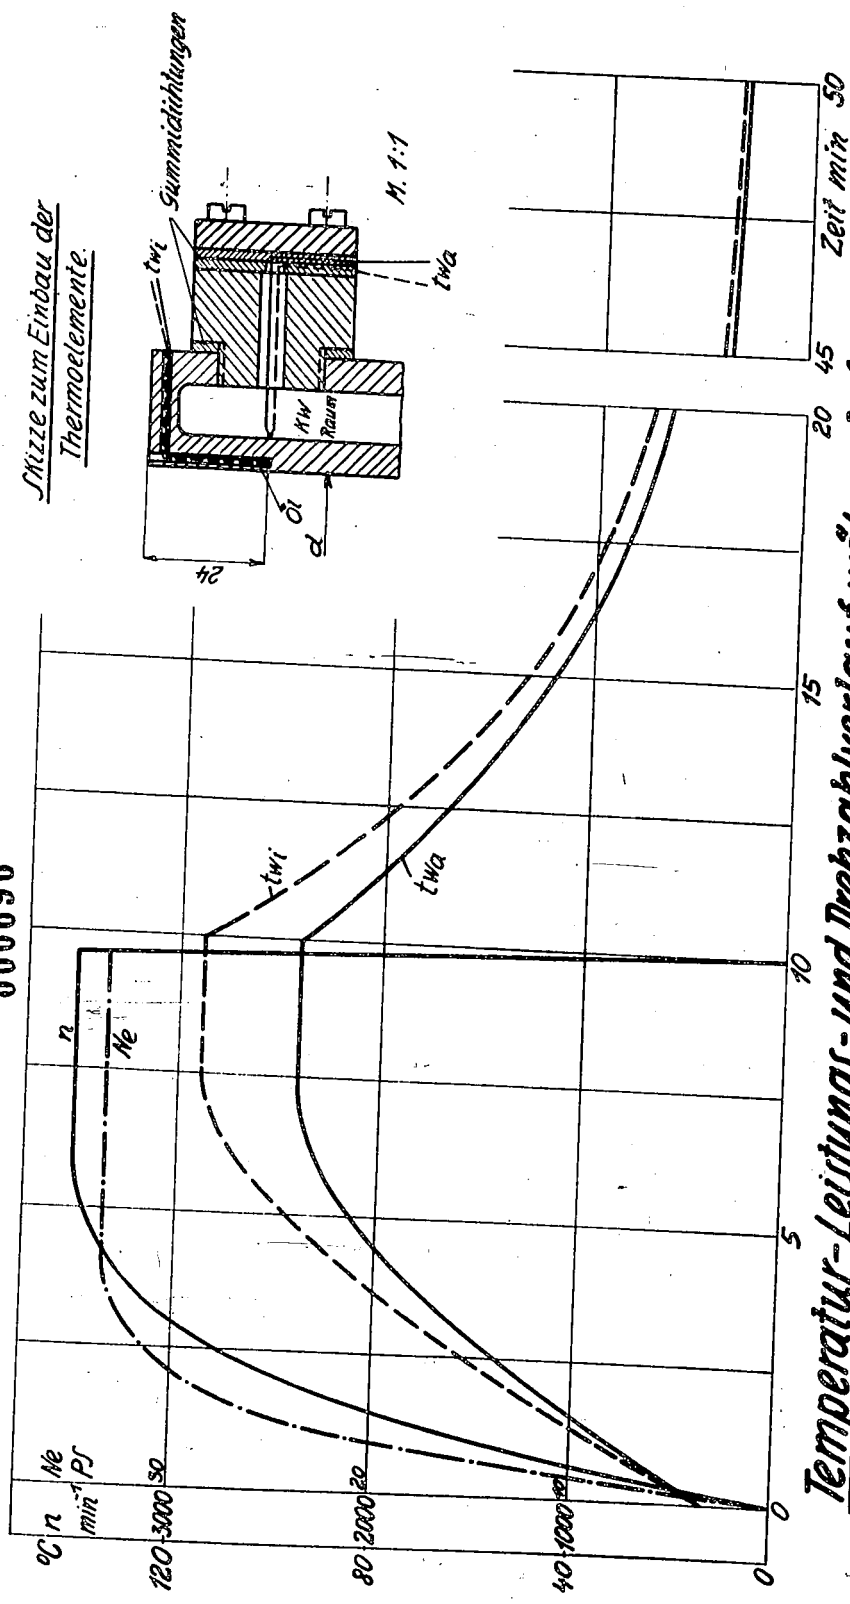 000090
Skizze zum Einbau der
Thermoelemente.
twi
Gummidichtungen
24
Öl
d
KW
Raum
twa
M. 1:1
°C n Ne
min⁻¹ PS
120-3000 30
80-2000 20
40-1000 10
0
n
Ne
twi
twa
0 5 10 15 20 45 Zeit min 50
Temperatur-Leistungs-und Drehzahlverlauf